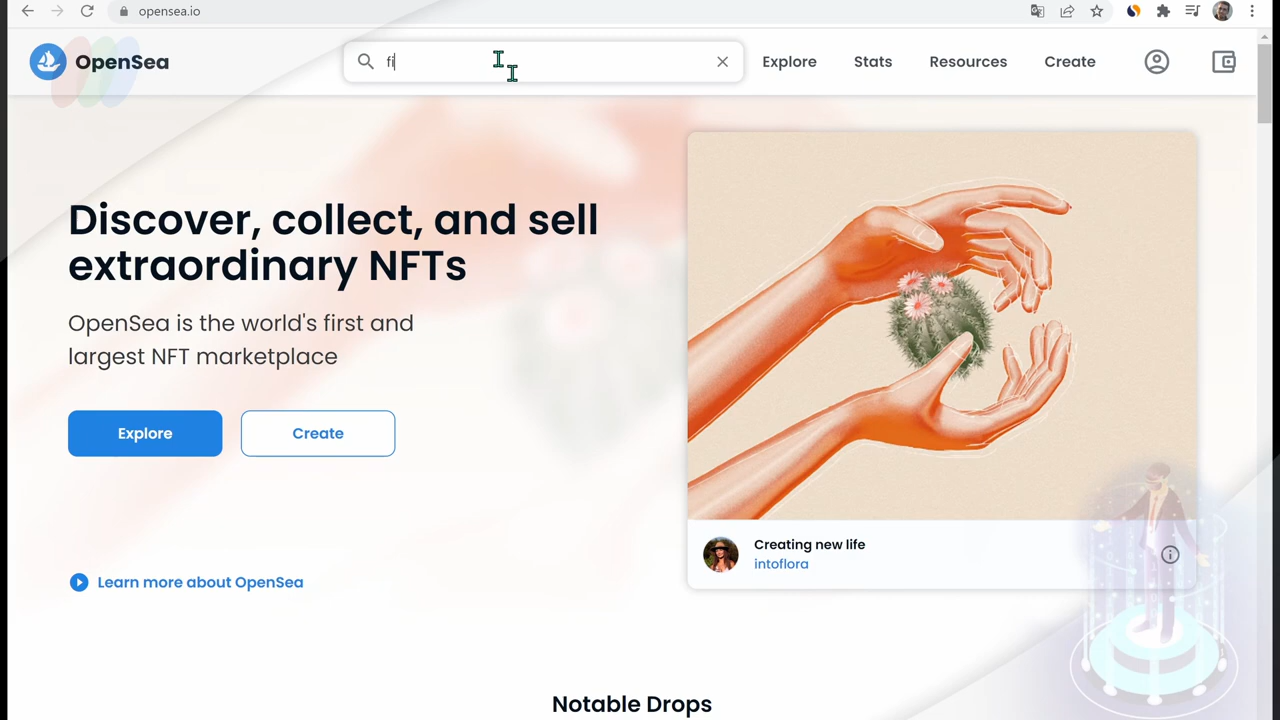 opensea.io
OpenSea
fi
Explore
Stats
Resources
Create
Discover, collect, and sell
extraordinary NFTs
OpenSea is the world's first and
largest NFT marketplace
Explore
Create
Creating new life
intoflora
Learn more about OpenSea
Notable Drops